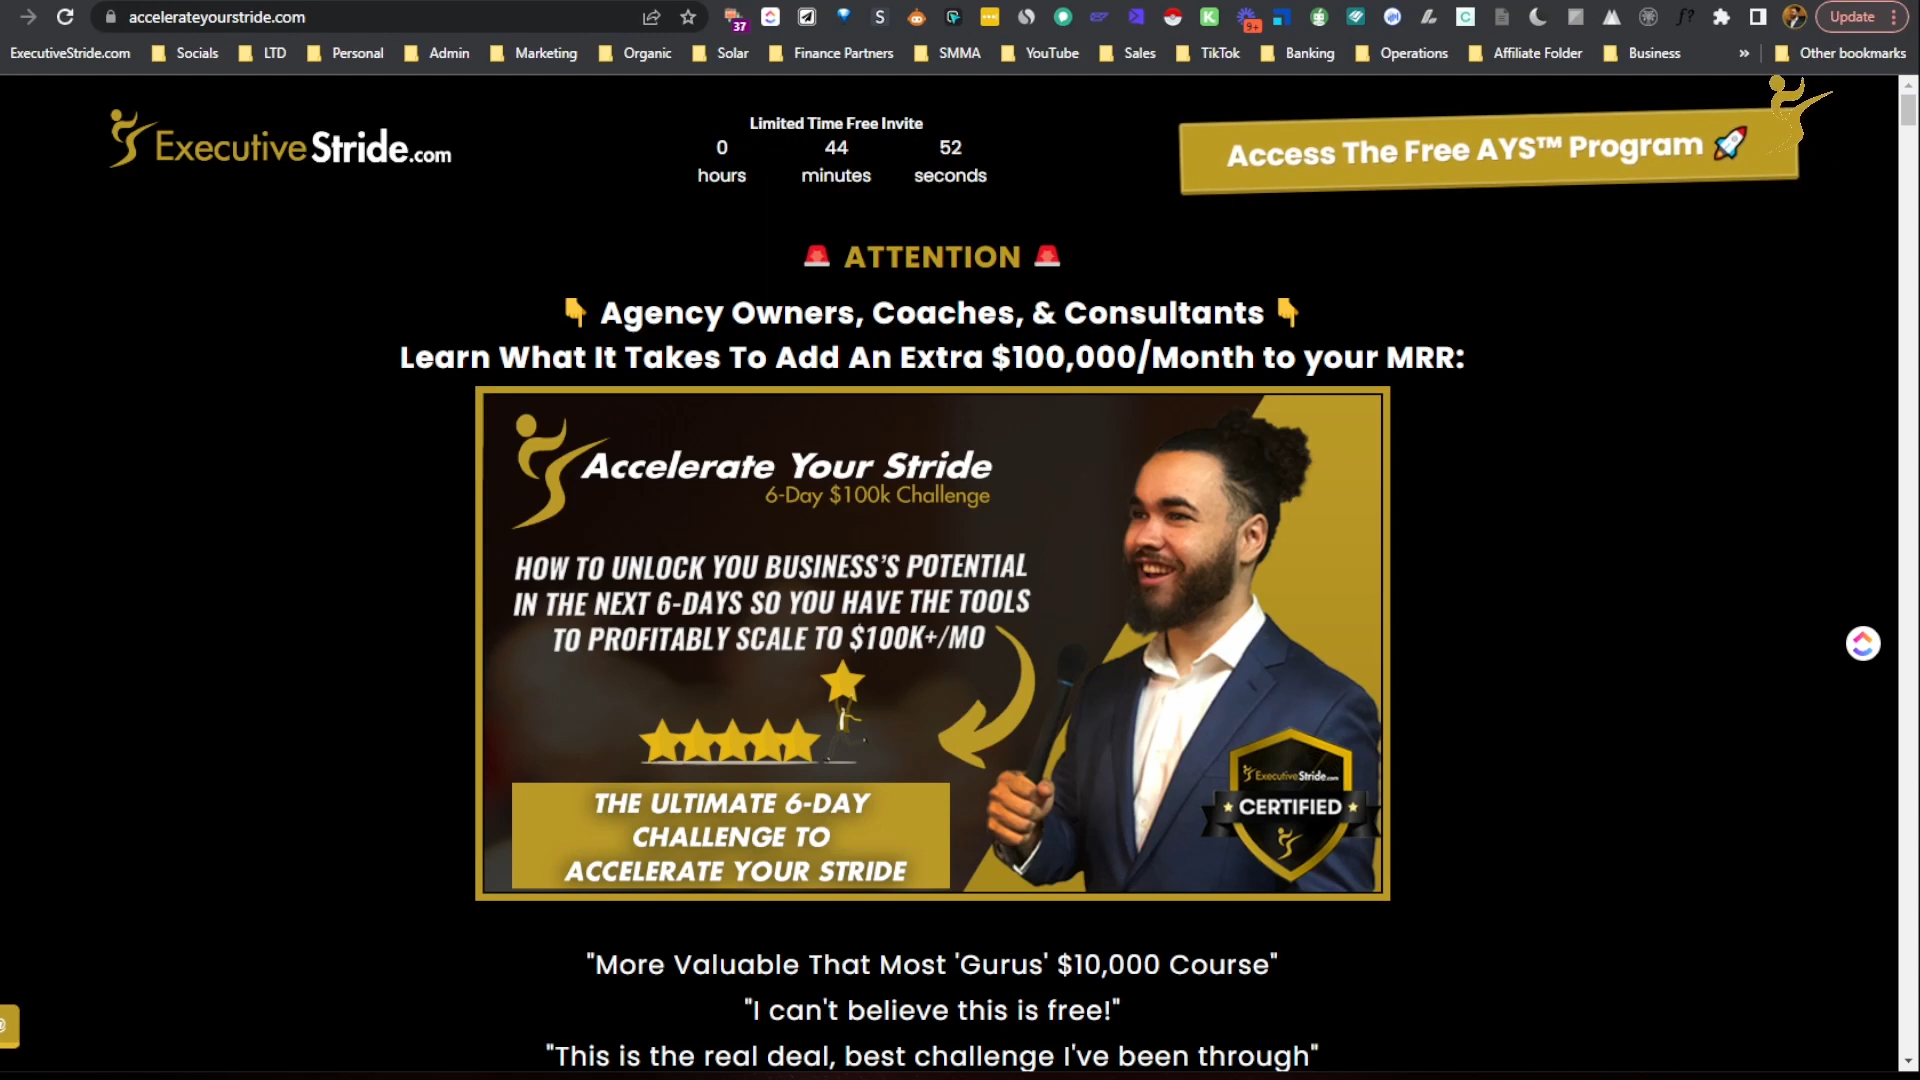 accelerateyourstride.com
37
9+
Update
ExecutiveStride.com
Socials
LTD
Personal
Admin
Marketing
Organic
Solar
Finance Partners
SMMA
YouTube
Sales
TikTok
Banking
Operations
Affiliate Folder
Business
»
Other bookmarks
ExecutiveStride.com
Limited Time Free Invite
0 44 52
hours minutes seconds
Access The Free AYS™ Program 🚀
🚨 ATTENTION 🚨
👇 Agency Owners, Coaches, & Consultants 👇
Learn What It Takes To Add An Extra $100,000/Month to your MRR:
Accelerate Your Stride
6-Day $100k Challenge
HOW TO UNLOCK YOU BUSINESS'S POTENTIAL
IN THE NEXT 6-DAYS SO YOU HAVE THE TOOLS
TO PROFITABLY SCALE TO $100K+/MO
THE ULTIMATE 6-DAY
CHALLENGE TO
ACCELERATE YOUR STRIDE
ExecutiveStride.com
CERTIFIED
"More Valuable That Most 'Gurus' $10,000 Course"
"I can't believe this is free!"
"This is the real deal, best challenge I've been through"